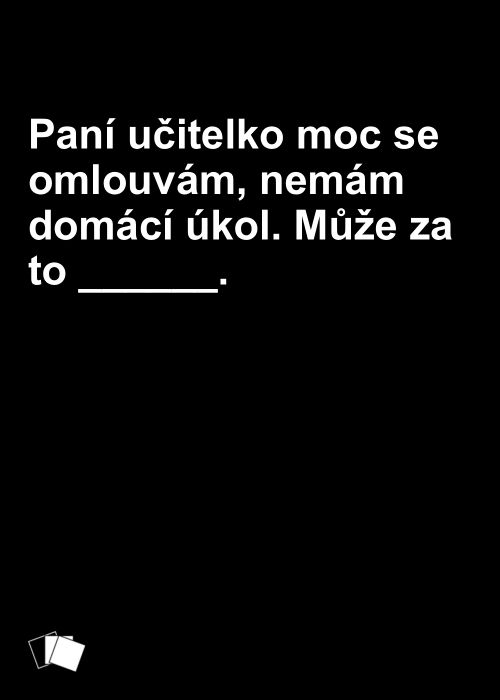 Paní učitelko moc se
omlouvám, nemám
domácí úkol. Může za
to ______.